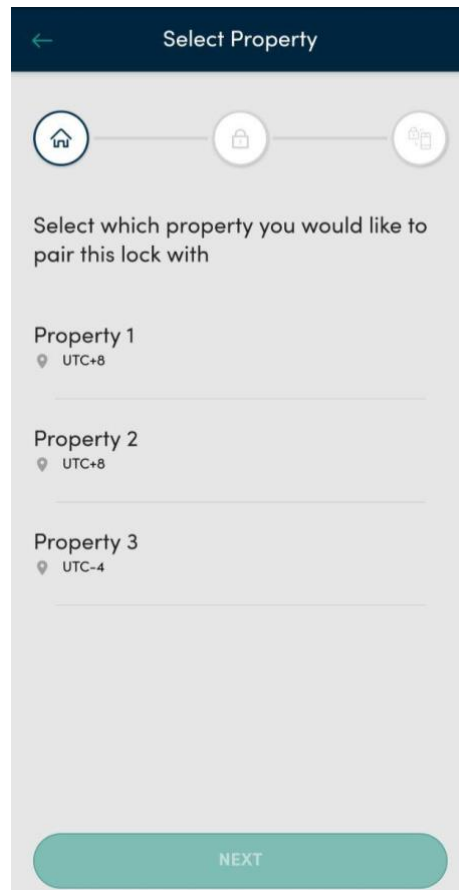 Select Property
Select which property you would like to
pair this lock with
Property 1
UTC+8
Property 2
UTC+8
Property 3
UTC-4
NEXT